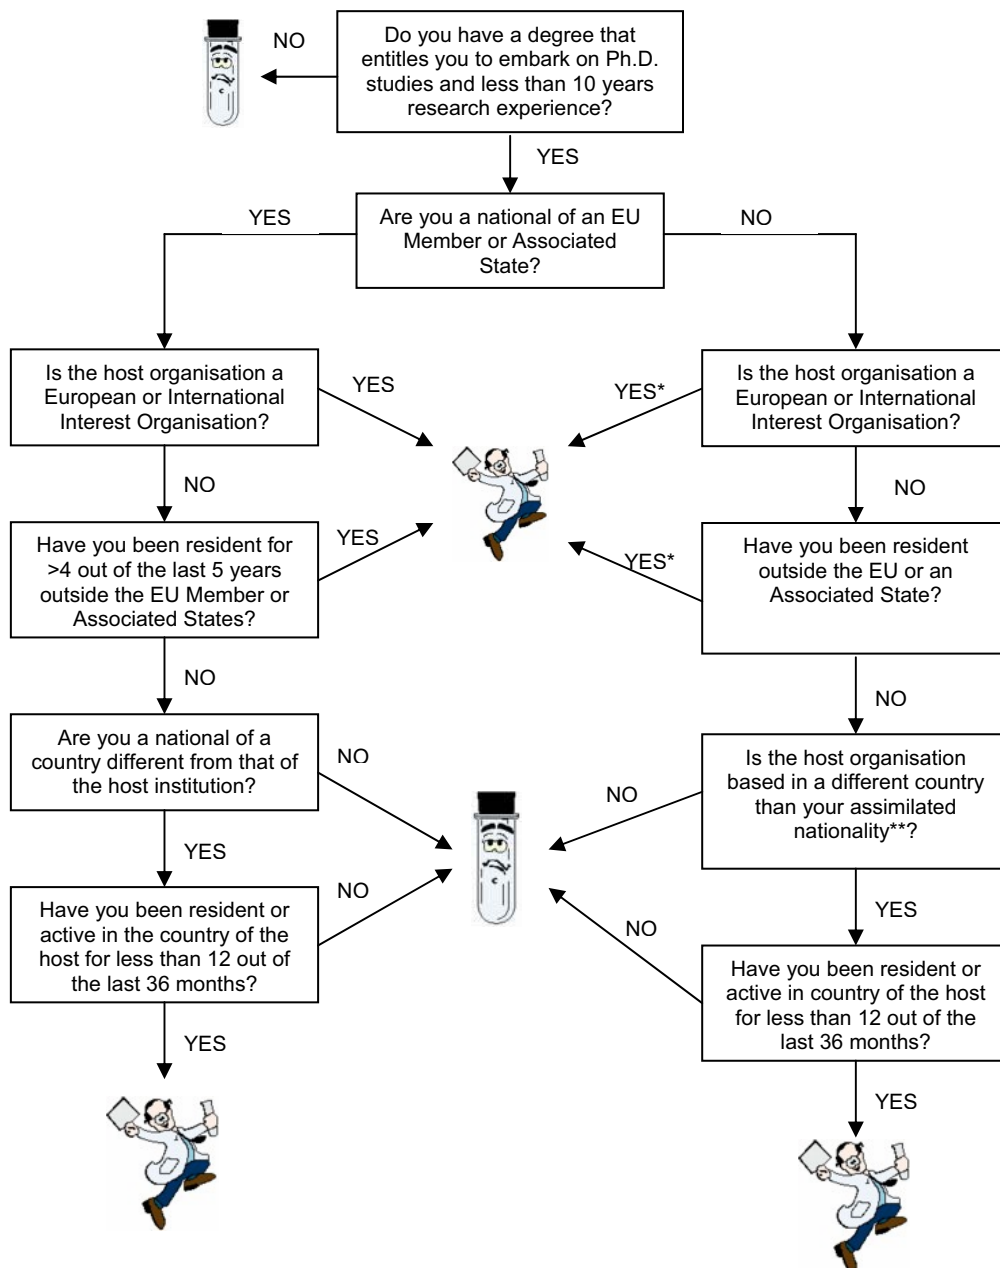 Do you have a degree that
entitles you to embark on Ph.D.
studies and less than 10 years
research experience?
NO
YES
Are you a national of an EU
Member or Associated
State?
YES
NO
Is the host organisation a
European or International
Interest Organisation?
YES
YES*
Is the host organisation a
European or International
Interest Organisation?
NO
NO
Have you been resident for
>4 out of the last 5 years
outside the EU Member or
Associated States?
YES
YES*
Have you been resident
outside the EU or an
Associated State?
NO
NO
Are you a national of a
country different from that of
the host institution?
NO
NO
Is the host organisation
based in a different country
than your assimilated
nationality**?
YES
YES
Have you been resident or
active in the country of the
host for less than 12 out of
the last 36 months?
NO
NO
Have you been resident or
active in country of the host
for less than 12 out of the
last 36 months?
YES
YES